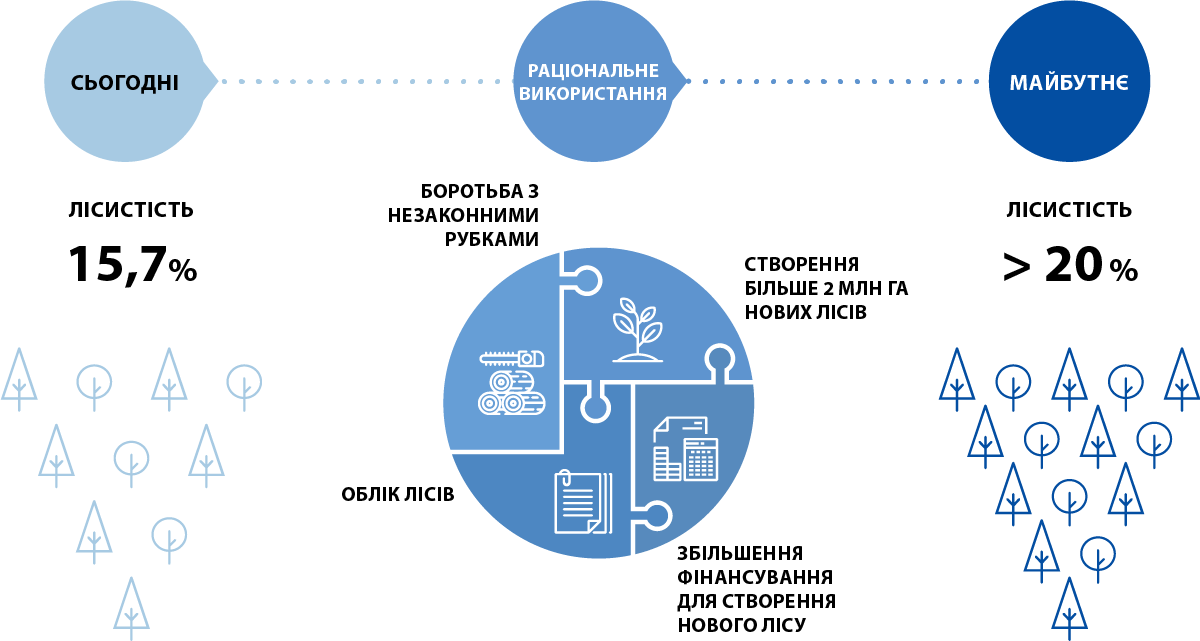 СЬОГОДНІ
РАЦІОНАЛЬНЕ
ВИКОРИСТАННЯ
МАЙБУТНЄ
ЛІСИСТІСТЬ
15,7%
БОРОТЬБА З
НЕЗАКОННИМИ
РУБКАМИ
СТВОРЕННЯ
БІЛЬШЕ 2 МЛН ГА
НОВИХ ЛІСІВ
ЛІСИСТІСТЬ
> 20 %
ОБЛІК ЛІСІВ
ЗБІЛЬШЕННЯ
ФІНАНСУВАННЯ
ДЛЯ СТВОРЕННЯ
НОВОГО ЛІСУ